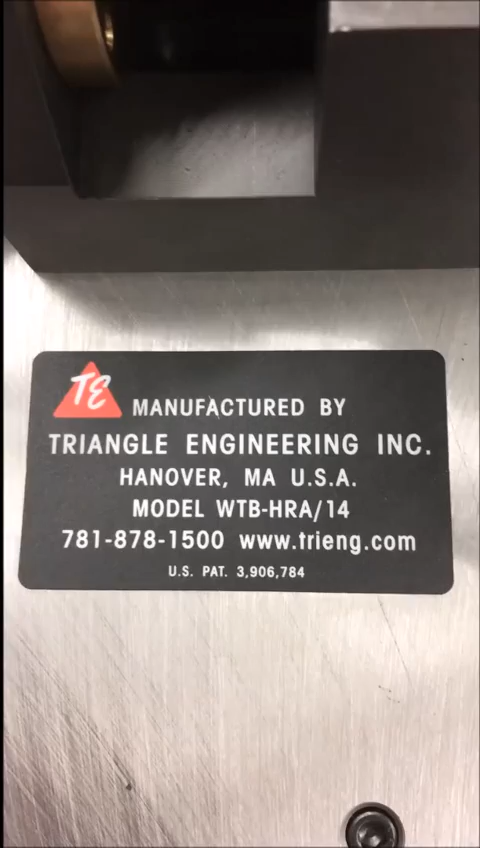 TE
MANUFACTURED BY
TRIANGLE ENGINEERING INC.
HANOVER, MA U.S.A.
MODEL WTB-HRA/14
781-878-1500 www.trieng.com
U.S. PAT. 3,906,784